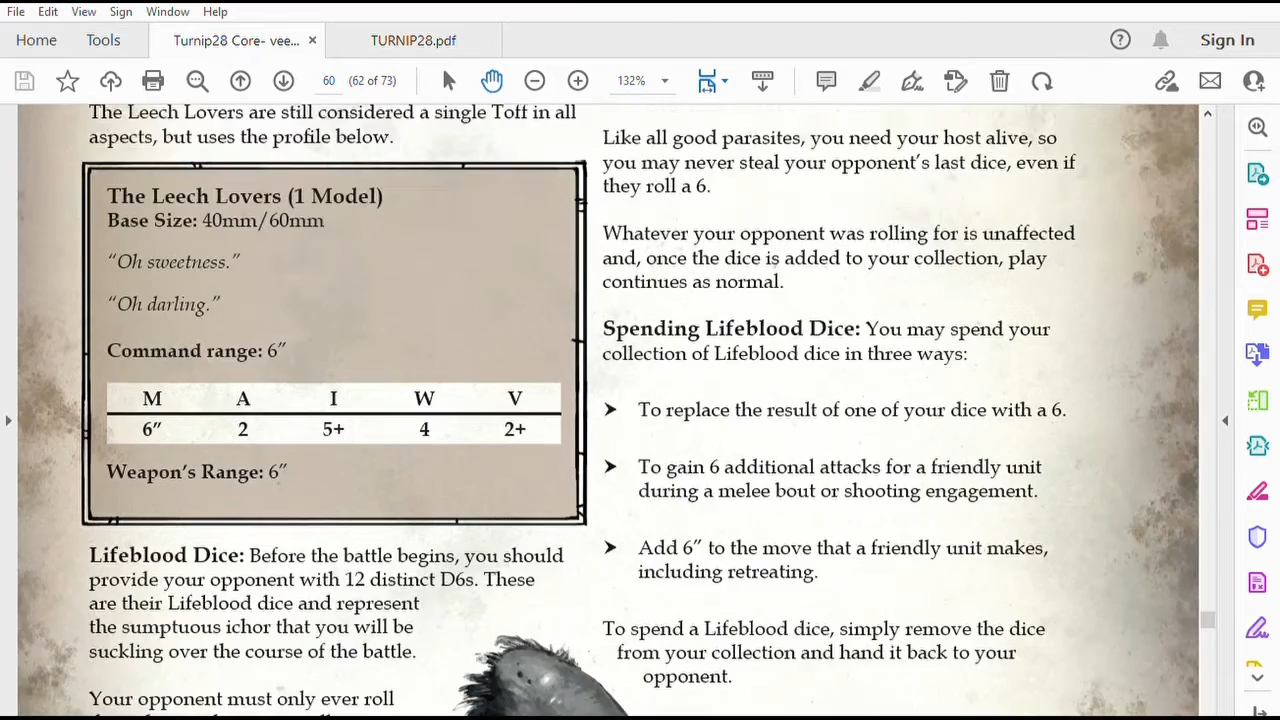 File Edit View Sign Window Help
Home Tools Turnip28 Core- vee... × TURNIP28.pdf Sign In
60 (62 of 73) 132%
The Leech Lovers are still considered a single Toff in all
aspects, but uses the profile below.
The Leech Lovers (1 Model)
Base Size: 40mm/60mm
“Oh sweetness.”
“Oh darling.”
Command range: 6”
M A I W V
6” 2 5+ 4 2+
Weapon’s Range: 6”
Lifeblood Dice: Before the battle begins, you should
provide your opponent with 12 distinct D6s. These
are their Lifeblood dice and represent
the sumptuous ichor that you will be
suckling over the course of the battle.
Your opponent must only ever roll
Like all good parasites, you need your host alive, so
you may never steal your opponent’s last dice, even if
they roll a 6.
Whatever your opponent was rolling for is unaffected
and, once the dice is added to your collection, play
continues as normal.
Spending Lifeblood Dice: You may spend your
collection of Lifeblood dice in three ways:
➤ To replace the result of one of your dice with a 6.
➤ To gain 6 additional attacks for a friendly unit
during a melee bout or shooting engagement.
➤ Add 6” to the move that a friendly unit makes,
including retreating.
To spend a Lifeblood dice, simply remove the dice
from your collection and hand it back to your
opponent.